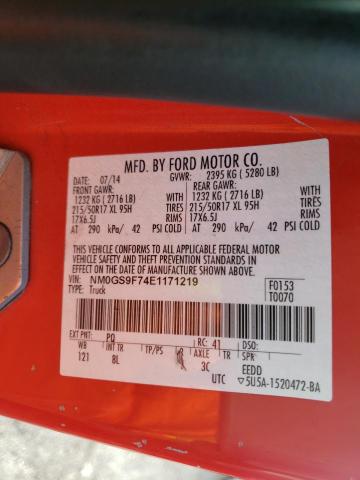 MFD. BY FORD MOTOR CO.
DATE: 07/14 GVWR: 2395 KG ( 5280 LB)
FRONT GAWR: REAR GAWR:
1232 KG ( 2716 LB) WITH 1232 KG ( 2716 LB) WITH
215/50R17 XL 95H TIRES 215/50R17 XL 95H TIRES
17X6.5J RIMS 17X6.5J RIMS
AT 290 kPa/ 42 PSI COLD AT 290 kPa/ 42 PSI COLD
THIS VEHICLE CONFORMS TO ALL APPLICABLE FEDERAL MOTOR
VEHICLE SAFETY AND THEFT PREVENTION STANDARDS IN
EFFECT ON THE DATE OF MANUFACTURE SHOWN ABOVE.
VIN: NM0GS9F74E1171219 F0153
TYPE: Truck T0070
EXT PNT: PQ RC: 41 DSO:
WB INT TR TP/PS R AXLE TR SPR
121 8L 3C EEDD
UTC ▽5U5A-1520472-BA